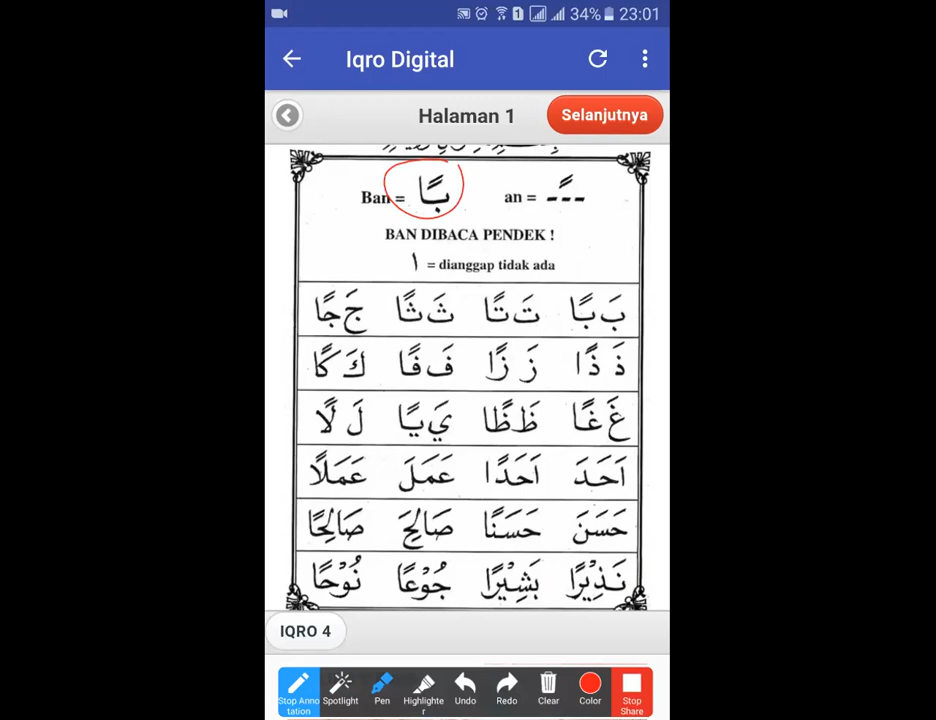 34% 23:01
Iqro Digital
Halaman 1 Selanjutnya
Ban = بًا an = ---ً
BAN DIBACA PENDEK !
ا = dianggap tidak ada
بَ بًا تَ تًا ثَ ثًا جَ جًا
ذَ ذًا زَ زًا فَ فًا كَ كًا
غَ غًا ظَ ظًا يَ يًا لَ لًا
اَحَدَ اَحَدًا عَمَلَ عَمَلًا
حَسَنَ حَسَنًا صَالِحَ صَالِحًا
نَذِيْرًا بَشِيْرًا جُوْعًا نُوْحًا
IQRO 4
Stop Annotation Spotlight Pen Highlighter Undo Redo Clear Color Stop Share